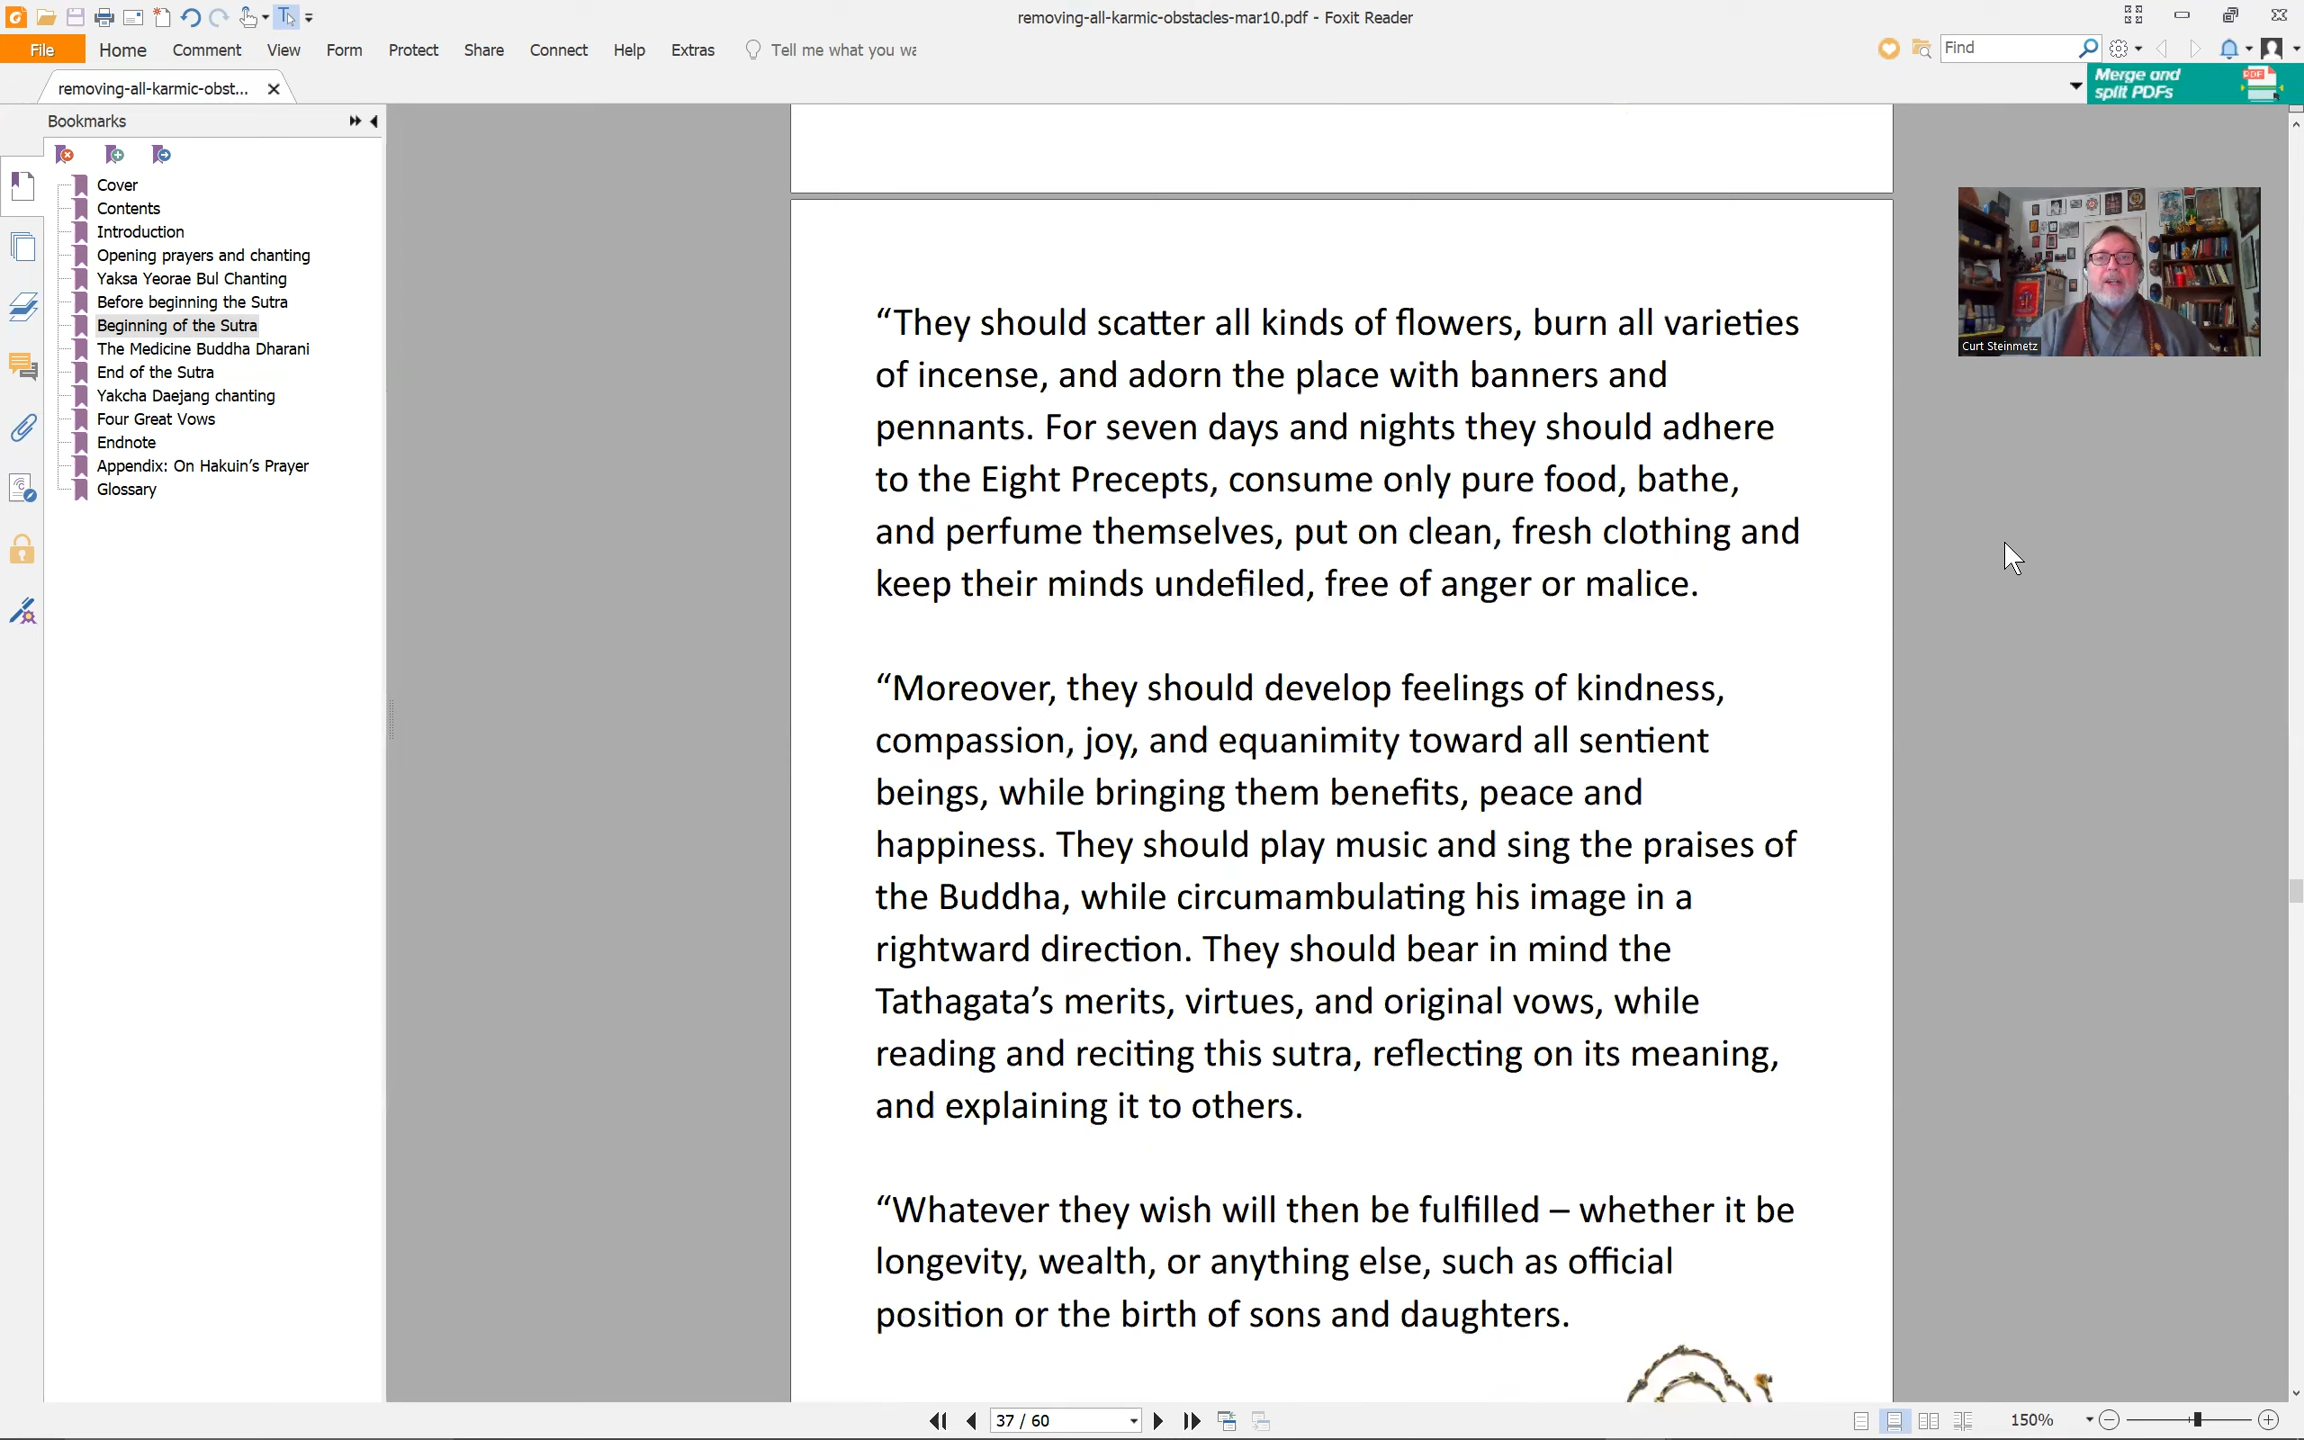 removing-all-karmic-obstacles-mar10.pdf - Foxit Reader
File Home Comment View Form Protect Share Connect Help Extras Tell me what you wa
Find
removing-all-karmic-obst...
Merge and
split PDFs
PDF
Bookmarks
Cover
Contents
Introduction
Opening prayers and chanting
Yaksa Yeorae Bul Chanting
Before beginning the Sutra
Beginning of the Sutra
The Medicine Buddha Dharani
End of the Sutra
Yakcha Daejang chanting
Four Great Vows
Endnote
Appendix: On Hakuin’s Prayer
Glossary
“They should scatter all kinds of flowers, burn all varieties
of incense, and adorn the place with banners and
pennants. For seven days and nights they should adhere
to the Eight Precepts, consume only pure food, bathe,
and perfume themselves, put on clean, fresh clothing and
keep their minds undefiled, free of anger or malice.
“Moreover, they should develop feelings of kindness,
compassion, joy, and equanimity toward all sentient
beings, while bringing them benefits, peace and
happiness. They should play music and sing the praises of
the Buddha, while circumambulating his image in a
rightward direction. They should bear in mind the
Tathagata’s merits, virtues, and original vows, while
reading and reciting this sutra, reflecting on its meaning,
and explaining it to others.
“Whatever they wish will then be fulfilled – whether it be
longevity, wealth, or anything else, such as official
position or the birth of sons and daughters.
Curt Steinmetz
37 / 60
150%